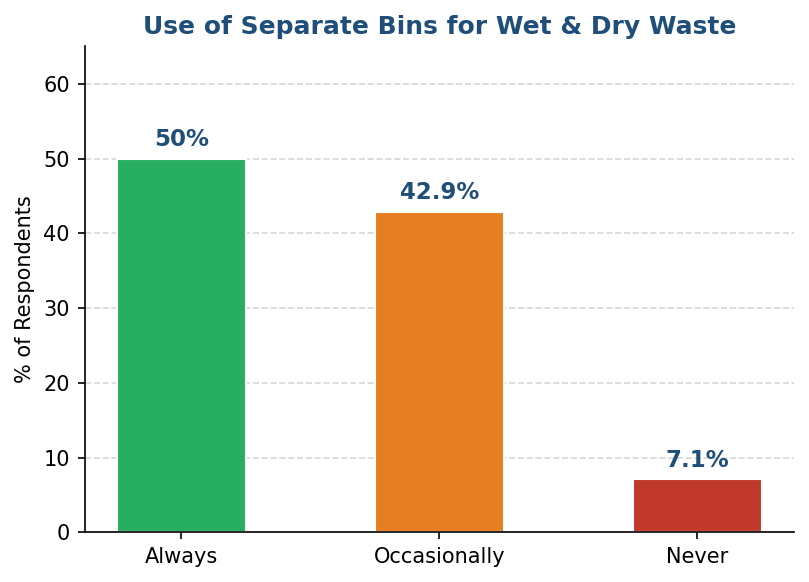 Use of Separate Bins for Wet & Dry Waste
% of Respondents
60
50
40
30
20
10
0
50%
42.9%
7.1%
Always
Occasionally
Never